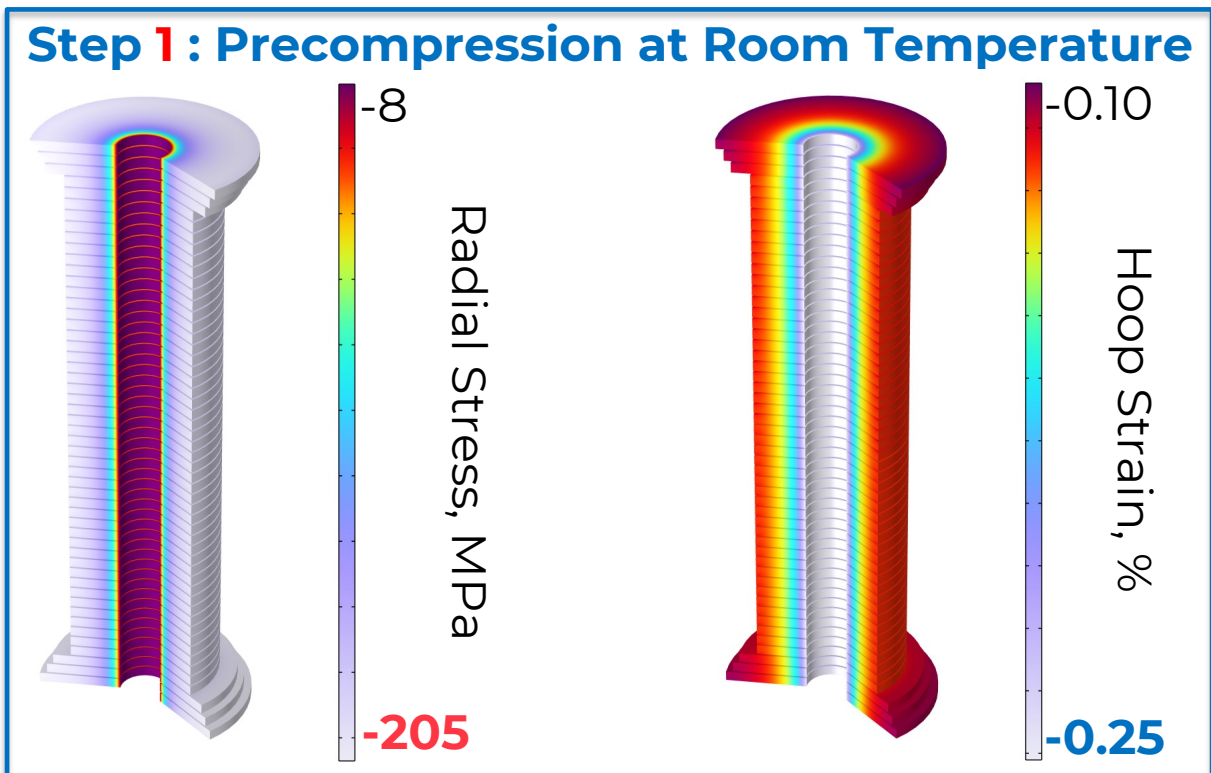 Step 1 : Precompression at Room Temperature
-8
Radial Stress, MPa
-205
-0.10
Hoop Strain, %
-0.25